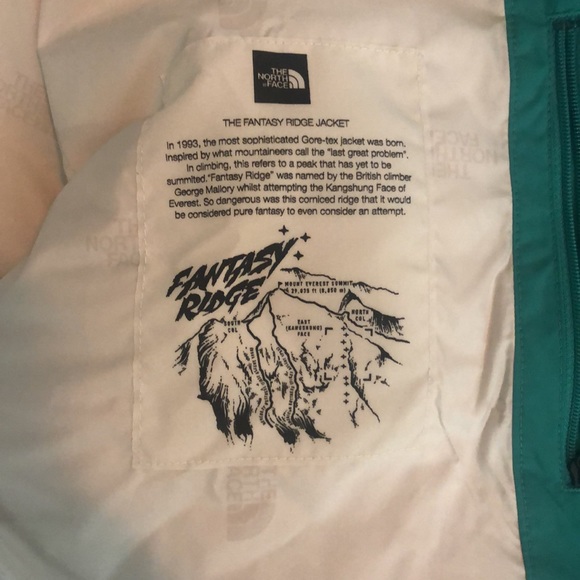 THE
NORTH
FACE
THE FANTASY RIDGE JACKET
In 1993, the most sophisticated Gore-tex jacket was born.
Inspired by what mountaineers call the "last great problem".
In climbing, this refers to a peak that has yet to be
summited."Fantasy Ridge" was named by the British climber
George Mallory whilst attempting the Kangshung Face of
Everest. So dangerous was this corniced ridge that it would
be considered pure fantasy to even consider an attempt.
FANTASY
RIDGE
MOUNT EVEREST SUMMIT
SOUTH
COL
EAST
(KANGSHUNG)
FACE
NORTH
COL